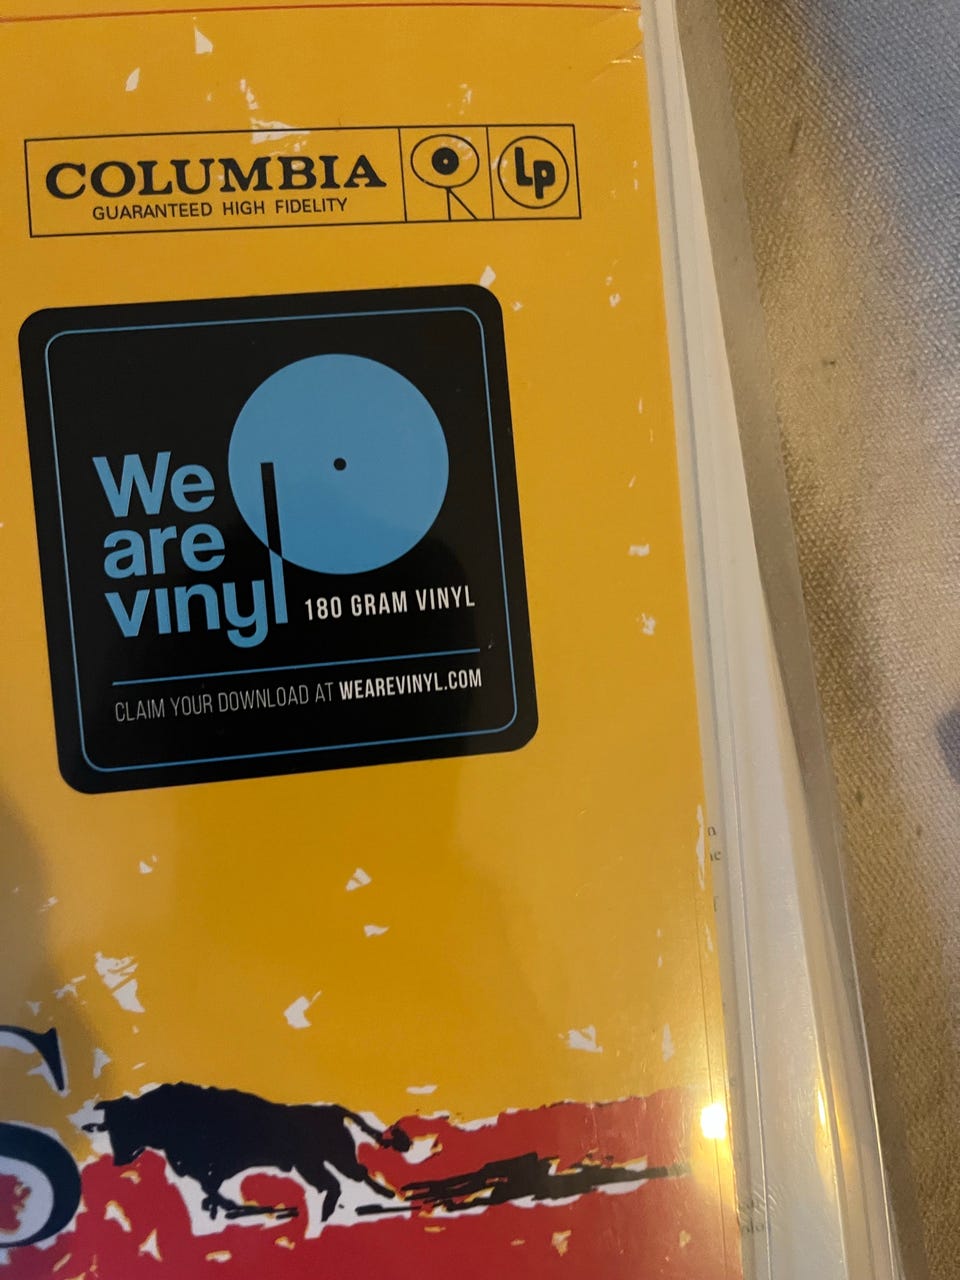 COLUMBIA
GUARANTEED HIGH FIDELITY
Lp
We
are
vinyl
180 GRAM VINYL
CLAIM YOUR DOWNLOAD AT WEAREVINYL.COM
S